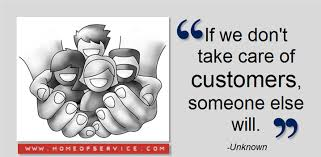 “If we don't
take care of
customers,
someone else
will.”
-Unknown
WWW.HOMEOFSERVICE.COM